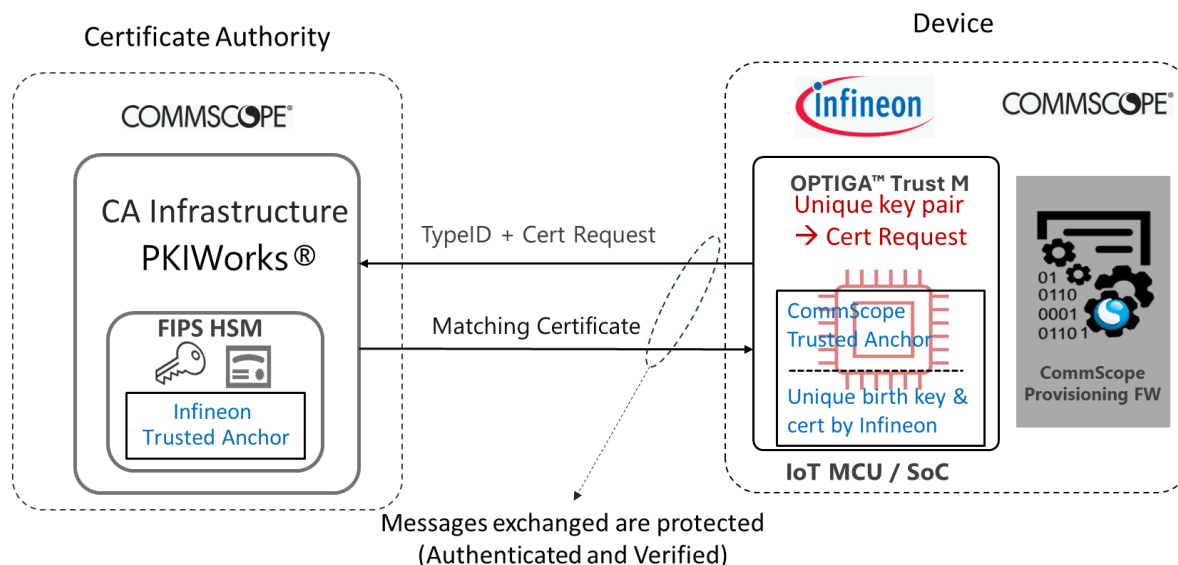 Certificate Authority
COMMSCOPE®
CA Infrastructure
PKIWorks®
FIPS HSM
Infineon
Trusted Anchor
TypeID + Cert Request
Matching Certificate
Messages exchanged are protected
(Authenticated and Verified)
Device
infineon
COMMSCOPE®
OPTIGA™ Trust M
Unique key pair
→ Cert Request
CommScope
Trusted Anchor
Unique birth key &
cert by Infineon
IoT MCU / SoC
01
0110
0001
0110 1
CommScope
Provisioning FW